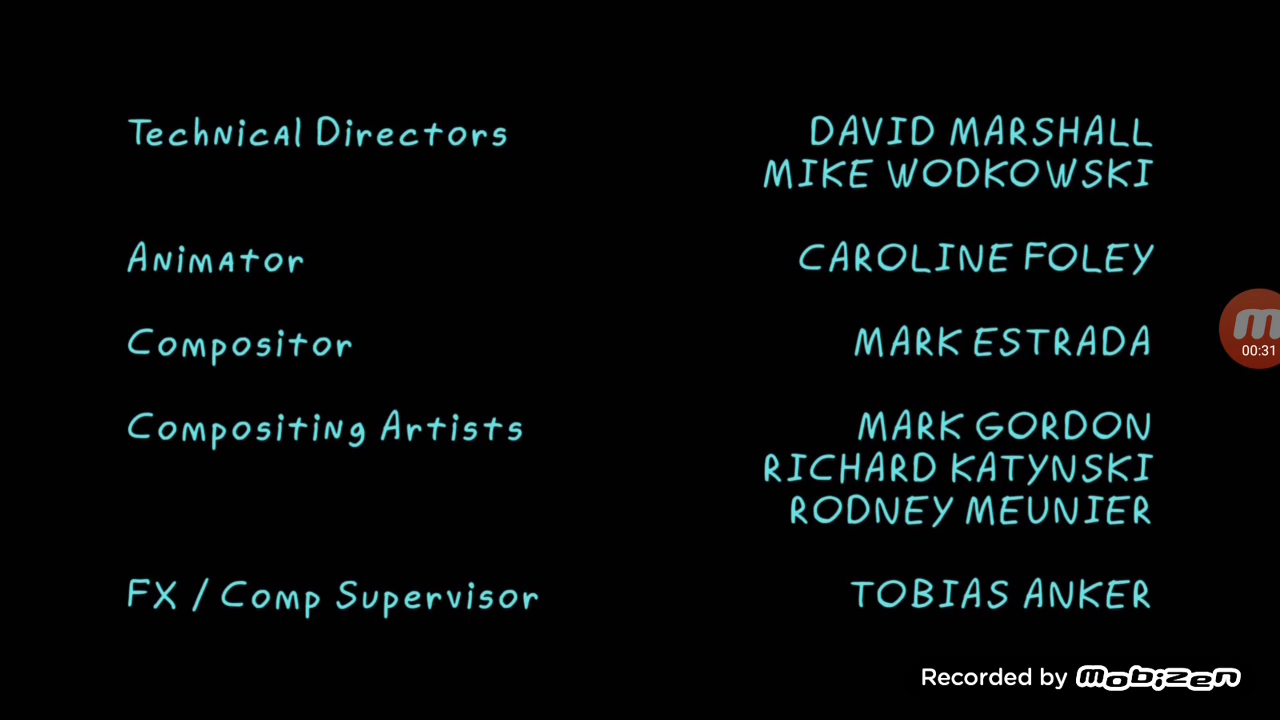 Technical Directors DAVID MARSHALL
MIKE WODKOWSKI
Animator CAROLINE FOLEY
Compositor MARK ESTRADA
00:31
Compositing Artists MARK GORDON
RICHARD KATYNSKI
RODNEY MEUNIER
FX / Comp Supervisor TOBIAS ANKER
Recorded by mobizen